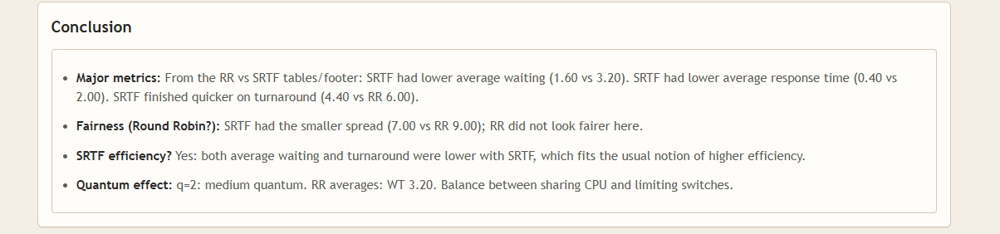 Conclusion
• Major metrics: From the RR vs SRTF tables/footer: SRTF had lower average waiting (1.60 vs 3.20). SRTF had lower average response time (0.40 vs
2.00). SRTF finished quicker on turnaround (4.40 vs RR 6.00).
• Fairness (Round Robin?): SRTF had the smaller spread (7.00 vs RR 9.00); RR did not look fairer here.
• SRTF efficiency? Yes: both average waiting and turnaround were lower with SRTF, which fits the usual notion of higher efficiency.
• Quantum effect: q=2: medium quantum. RR averages: WT 3.20. Balance between sharing CPU and limiting switches.